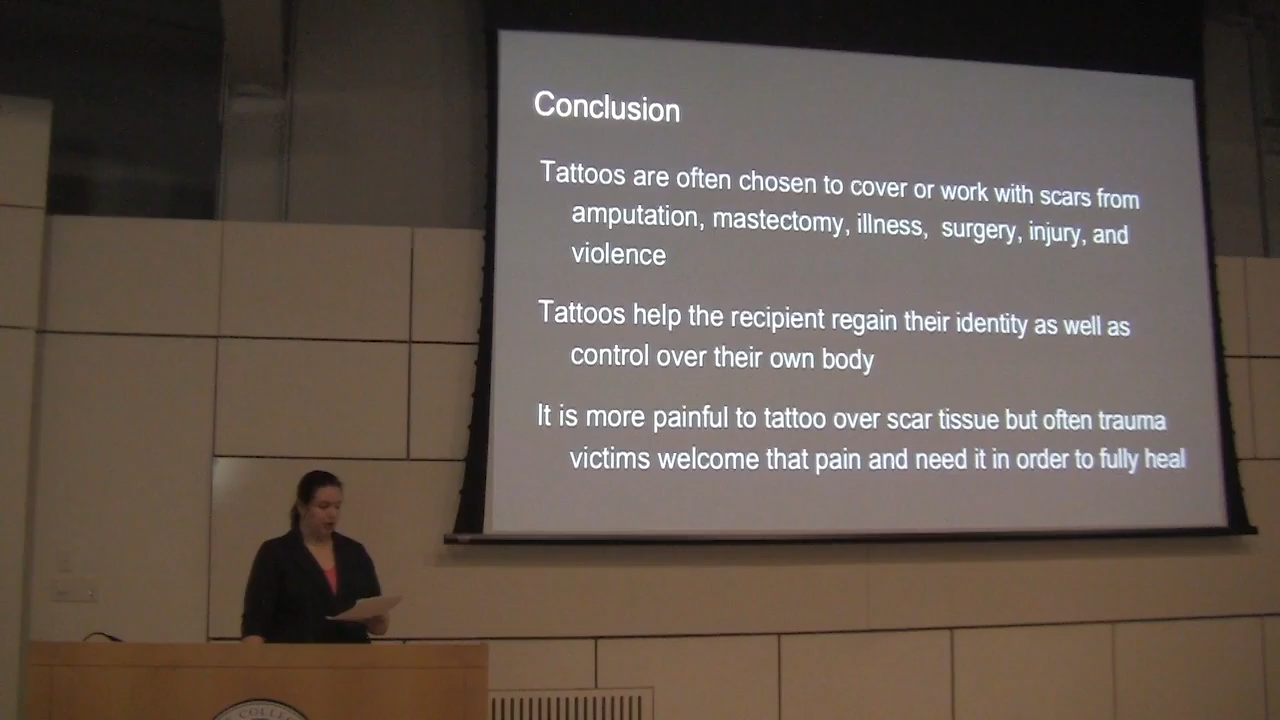 Conclusion
Tattoos are often chosen to cover or work with scars from
amputation, mastectomy, illness, surgery, injury, and
violence
Tattoos help the recipient regain their identity as well as
control over their own body
It is more painful to tattoo over scar tissue but often trauma
victims welcome that pain and need it in order to fully heal